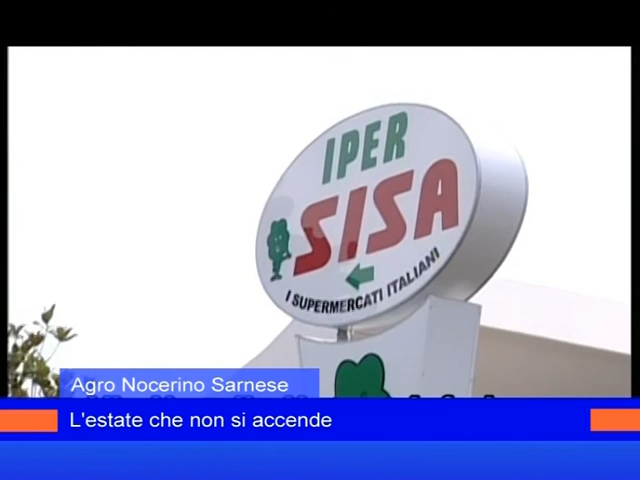 IPER
SISA
I SUPERMERCATI ITALIANI
Agro Nocerino Sarnese
L'estate che non si accende